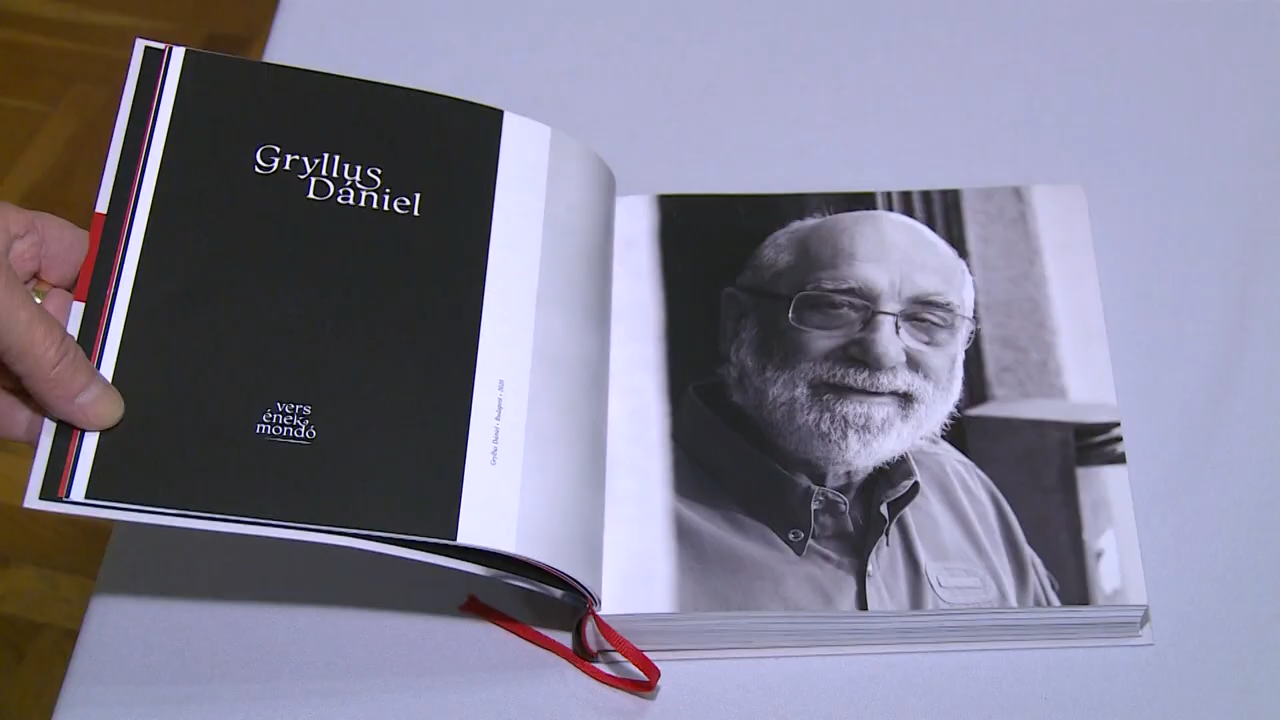 Gryllus
Dániel
vers
ének
mondó
Gryllus Dániel • Budapest • 2020